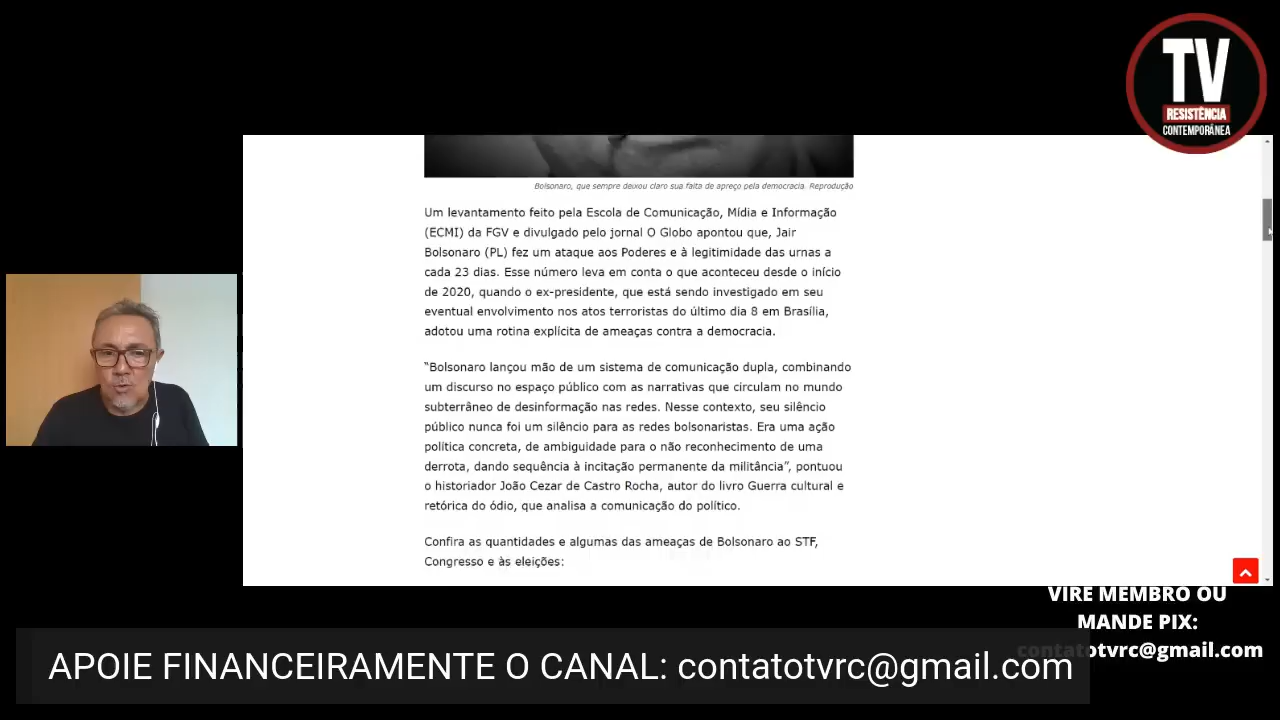 TV
RESISTÊNCIA
CONTEMPORÂNEA
Bolsonaro, que sempre deixou claro sua falta de apreço pela democracia. Reprodução
Um levantamento feito pela Escola de Comunicação, Mídia e Informação
(ECMI) da FGV e divulgado pelo jornal O Globo apontou que, Jair
Bolsonaro (PL) fez um ataque aos Poderes e à legitimidade das urnas a
cada 23 dias. Esse número leva em conta o que aconteceu desde o início
de 2020, quando o ex-presidente, que está sendo investigado em seu
eventual envolvimento nos atos terroristas do último dia 8 em Brasília,
adotou uma rotina explícita de ameaças contra a democracia.
“Bolsonaro lançou mão de um sistema de comunicação dupla, combinando
um discurso no espaço público com as narrativas que circulam no mundo
subterrâneo de desinformação nas redes. Nesse contexto, seu silêncio
público nunca foi um silêncio para as redes bolsonaristas. Era uma ação
política concreta, de ambiguidade para o não reconhecimento de uma
derrota, dando sequência à incitação permanente da militância”, pontuou
o historiador João Cezar de Castro Rocha, autor do livro Guerra cultural e
retórica do ódio, que analisa a comunicação do político.
Confira as quantidades e algumas das ameaças de Bolsonaro ao STF,
Congresso e às eleições:
VIRE MEMBRO OU
MANDE PIX:
contatotvrc@gmail.com
APOIE FINANCEIRAMENTE O CANAL: contatotvrc@gmail.com